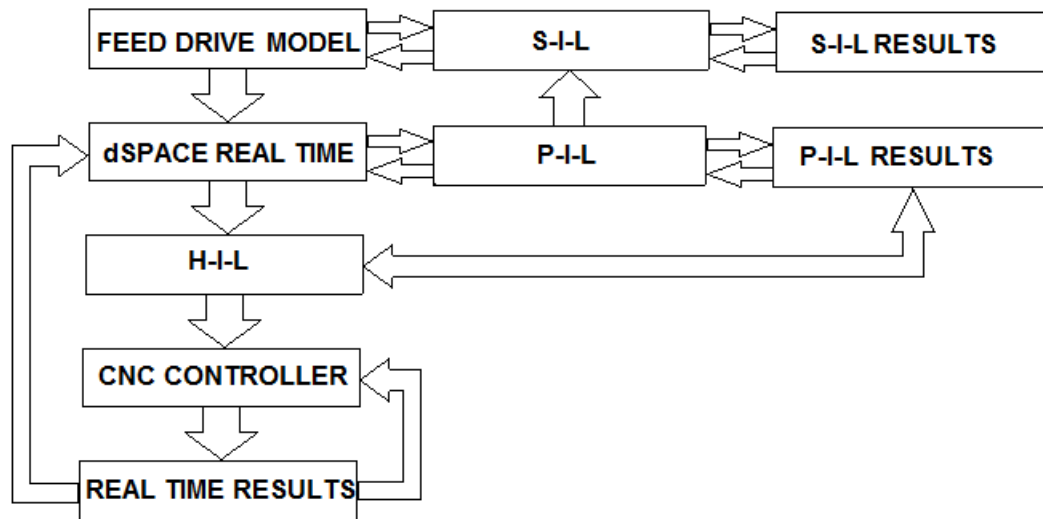 FEED DRIVE MODEL
S-I-L
S-I-L RESULTS
dSPACE REAL TIME
P-I-L
P-I-L RESULTS
H-I-L
CNC CONTROLLER
REAL TIME RESULTS